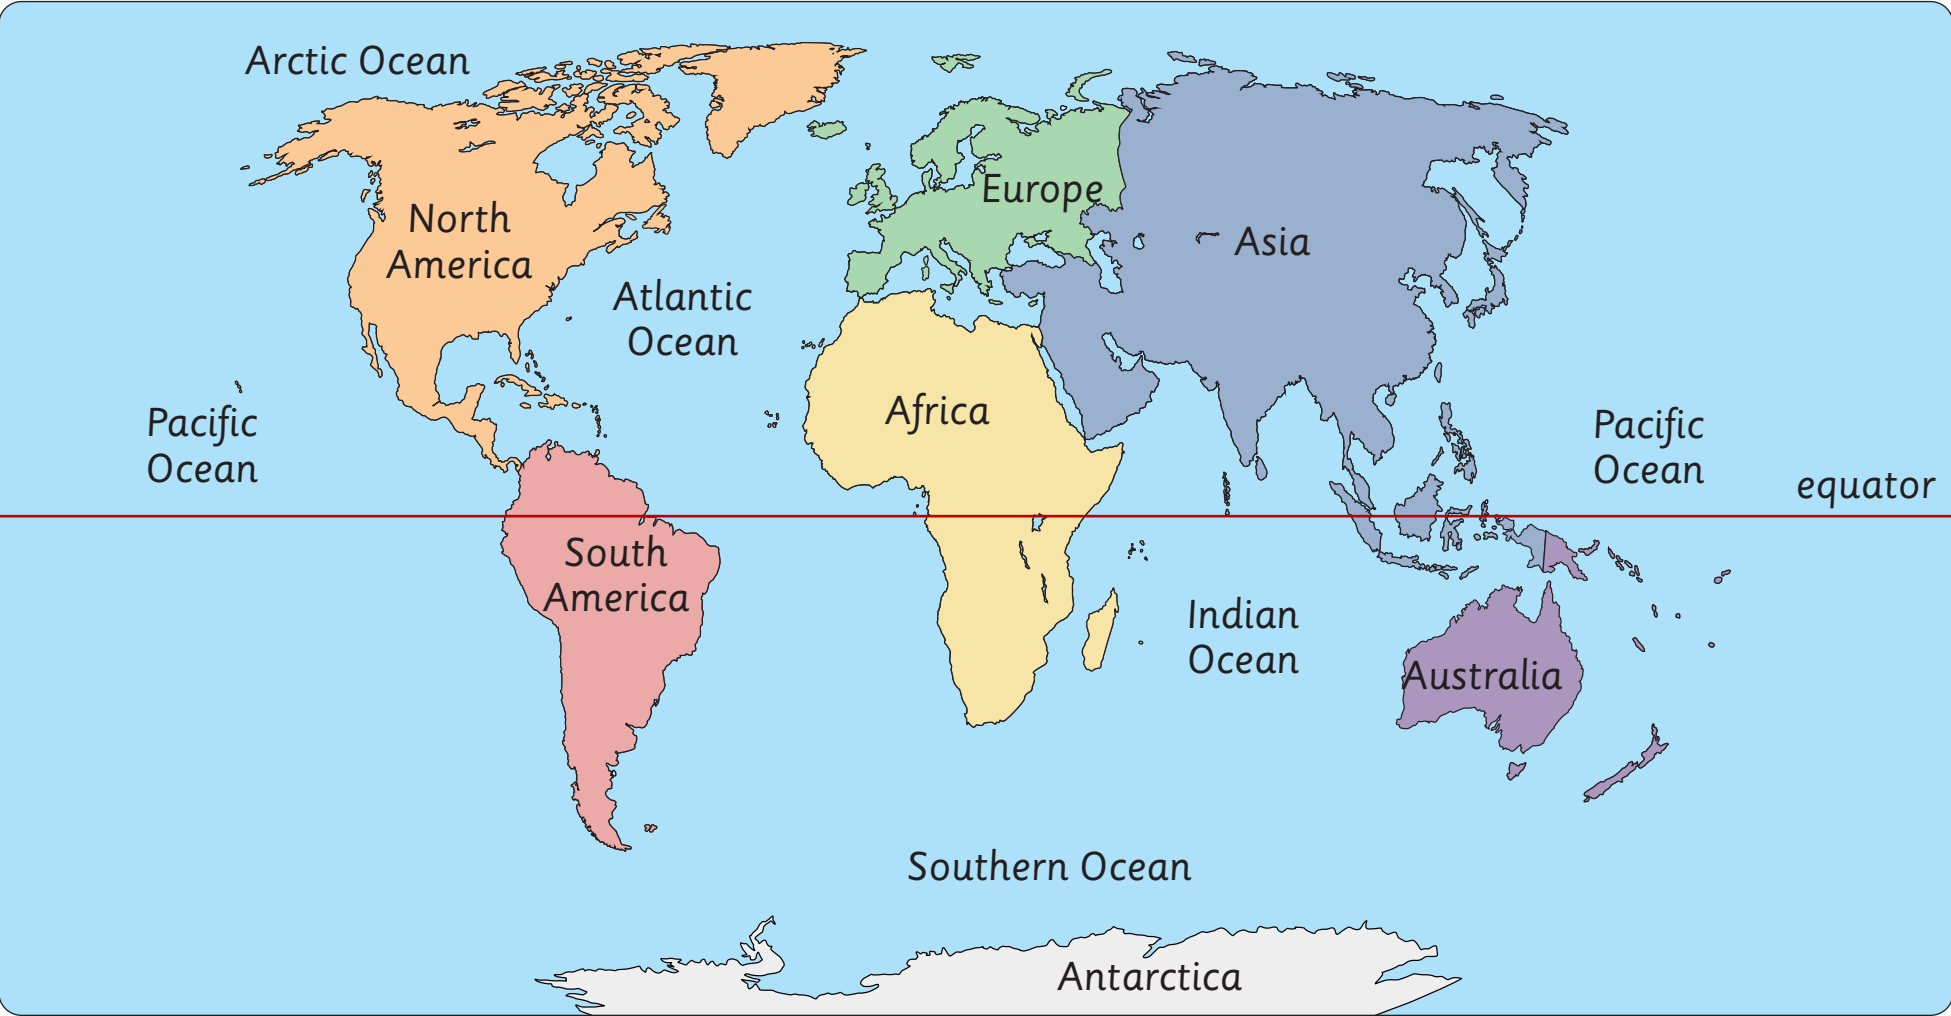 Arctic Ocean
North
America
Europe
Asia
Atlantic
Ocean
Pacific
Ocean
Africa
Pacific
Ocean
equator
South
America
Indian
Ocean
Australia
Southern Ocean
Antarctica